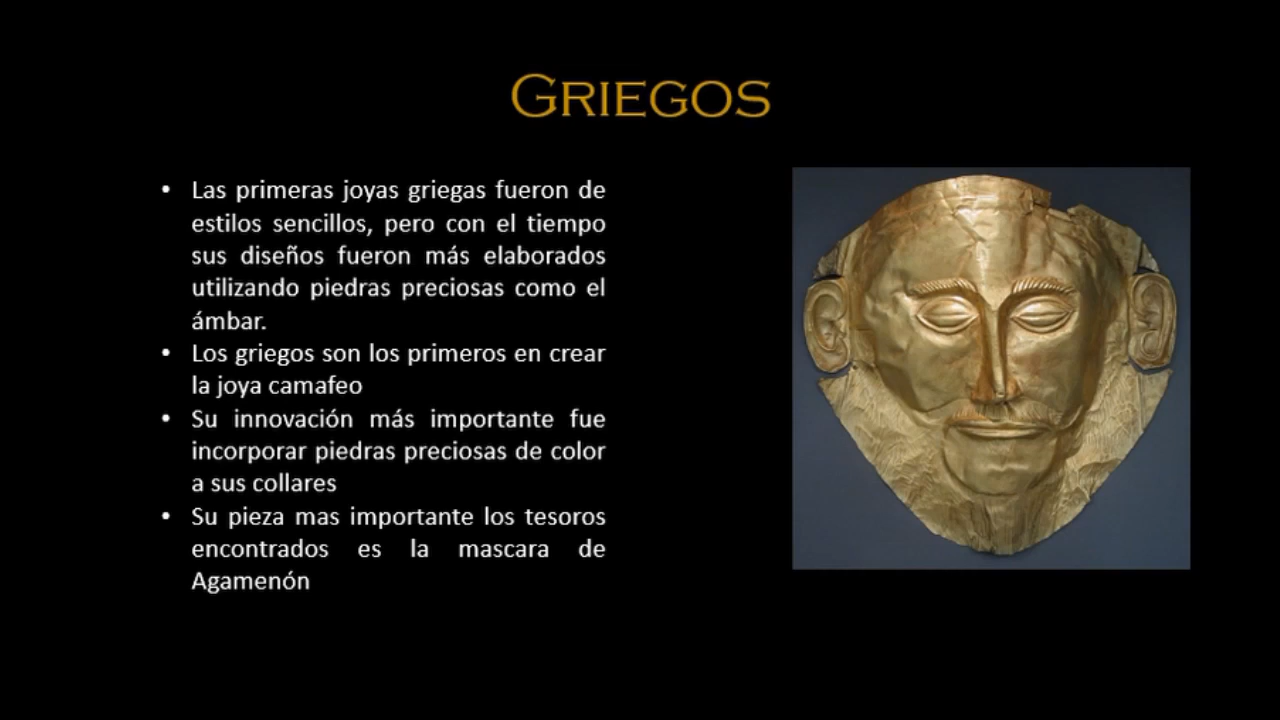 GRIEGOS
• Las primeras joyas griegas fueron de
estilos sencillos, pero con el tiempo
sus diseños fueron más elaborados
utilizando piedras preciosas como el
ámbar.
• Los griegos son los primeros en crear
la joya camafeo
• Su innovación más importante fue
incorporar piedras preciosas de color
a sus collares
• Su pieza mas importante los tesoros
encontrados es la mascara de
Agamenón